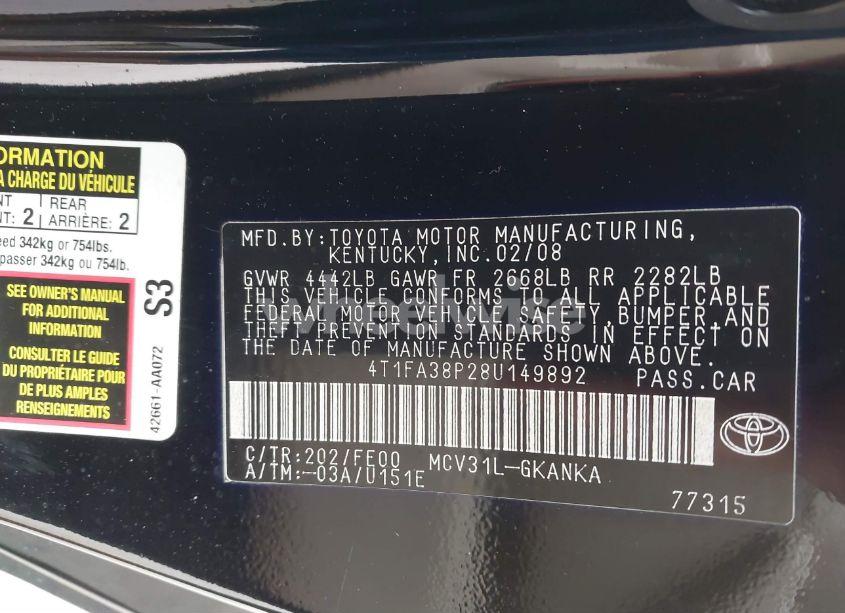 ORMATION
A CHARGE DU VÉHICULE
NT 2 REAR
NT: 2 ARRIÈRE: 2
eed 342kg or 754lbs.
passer 342kg ou 754lb.
SEE OWNER'S MANUAL
FOR ADDITIONAL
INFORMATION
CONSULTER LE GUIDE
DU PROPRIÉTAIRE POUR
DE PLUS AMPLES
RENSEIGNEMENTS
S3
42661-AA072
MFD.BY:TOYOTA MOTOR MANUFACTURING,
KENTUCKY,INC.02/08
GVWR 4442LB GAWR FR 2668LB RR 2282LB
THIS VEHICLE CONFORMS TO ALL APPLICABLE
FEDERAL MOTOR VEHICLE SAFETY,BUMPER,AND
THEFT PREVENTION STANDARDS IN EFFECT ON
THE DATE OF MANUFACTURE SHOWN ABOVE.
4T1FA38P28U149892 PASS.CAR
C/TR:202/FE00 MCV31L-GKANKA
A/TM:-03A/U151E
77315